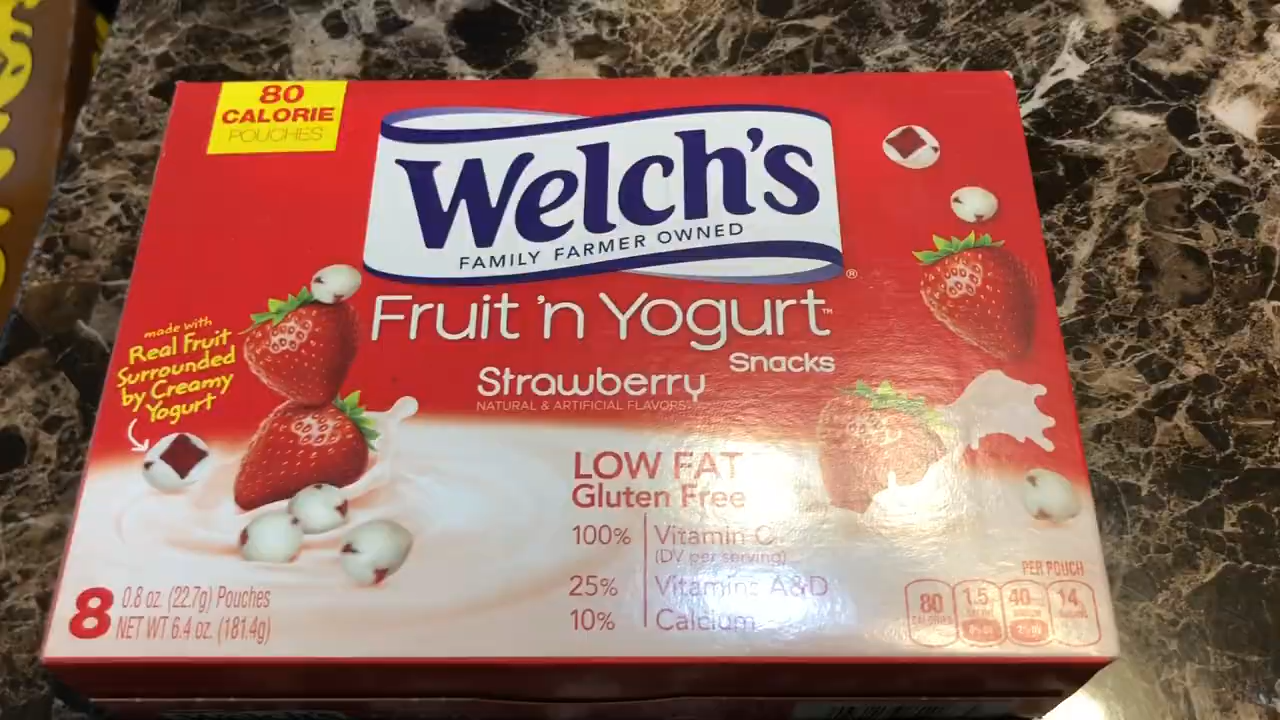 80
CALORIE
POUCHES
Welch's
FAMILY FARMER OWNED
®
Fruit 'n Yogurt™
Snacks
Strawberry
NATURAL & ARTIFICIAL FLAVORS
made with
Real Fruit
Surrounded
by Creamy
Yogurt
LOW FAT
Gluten Free
100% Vitamin C
(DV per serving)
25% Vitamins A&D
10% Calcium
8 0.8 oz. (22.7g) Pouches
NET WT 6.4 oz. (181.4g)
PER POUCH
80 1.5 40 14
CALORIES